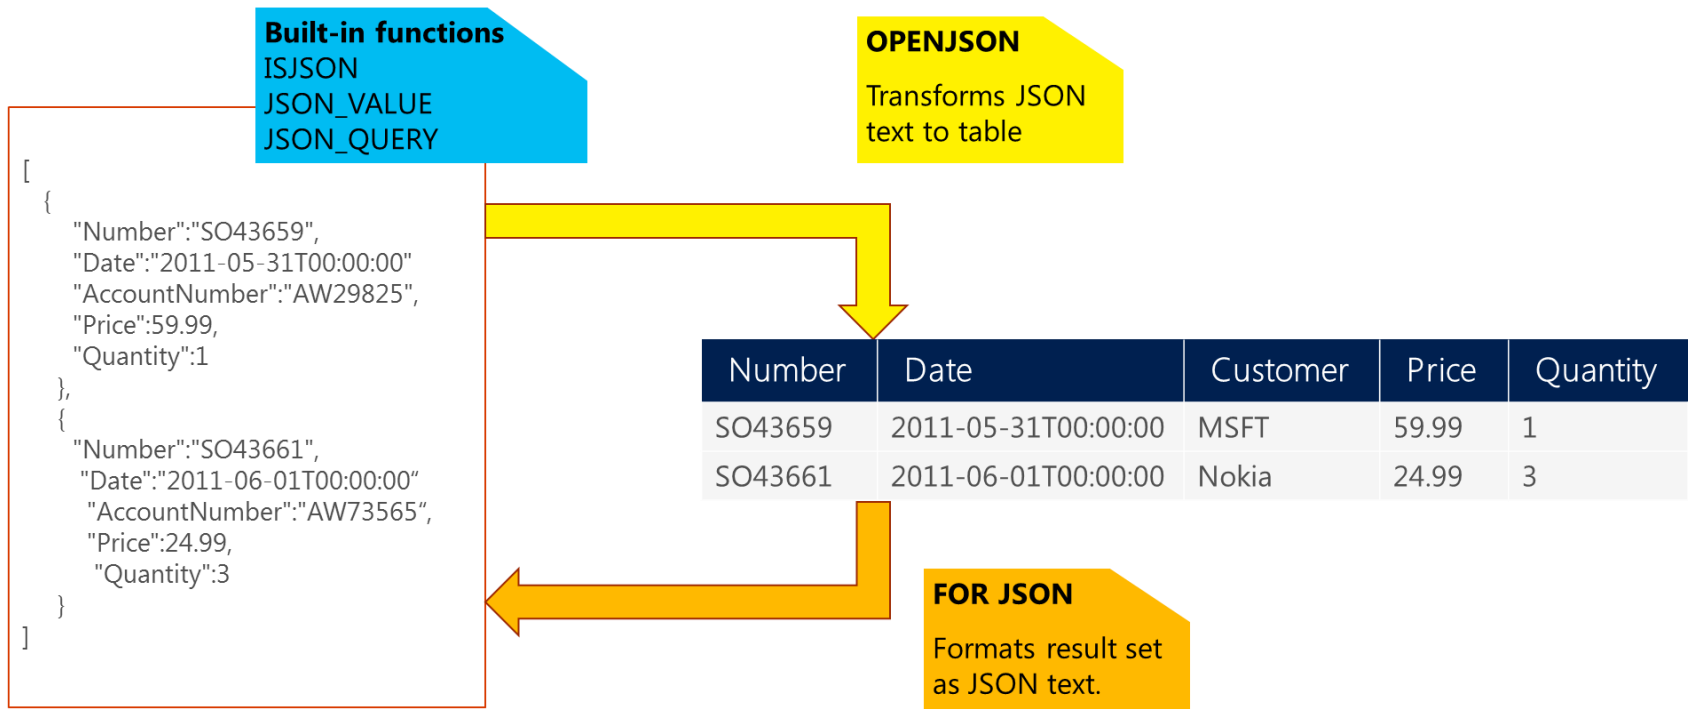 Built-in functions
ISJSON
JSON_VALUE
JSON_QUERY
OPENJSON
Transforms JSON
text to table
[
{
"Number":"SO43659",
"Date":"2011-05-31T00:00:00"
"AccountNumber":"AW29825",
"Price":59.99,
"Quantity":1
},
{
"Number":"SO43661",
"Date":"2011-06-01T00:00:00“
"AccountNumber":"AW73565“,
"Price":24.99,
"Quantity":3
}
]
Number Date Customer Price Quantity
SO43659 2011-05-31T00:00:00 MSFT 59.99 1
SO43661 2011-06-01T00:00:00 Nokia 24.99 3
FOR JSON
Formats result set
as JSON text.